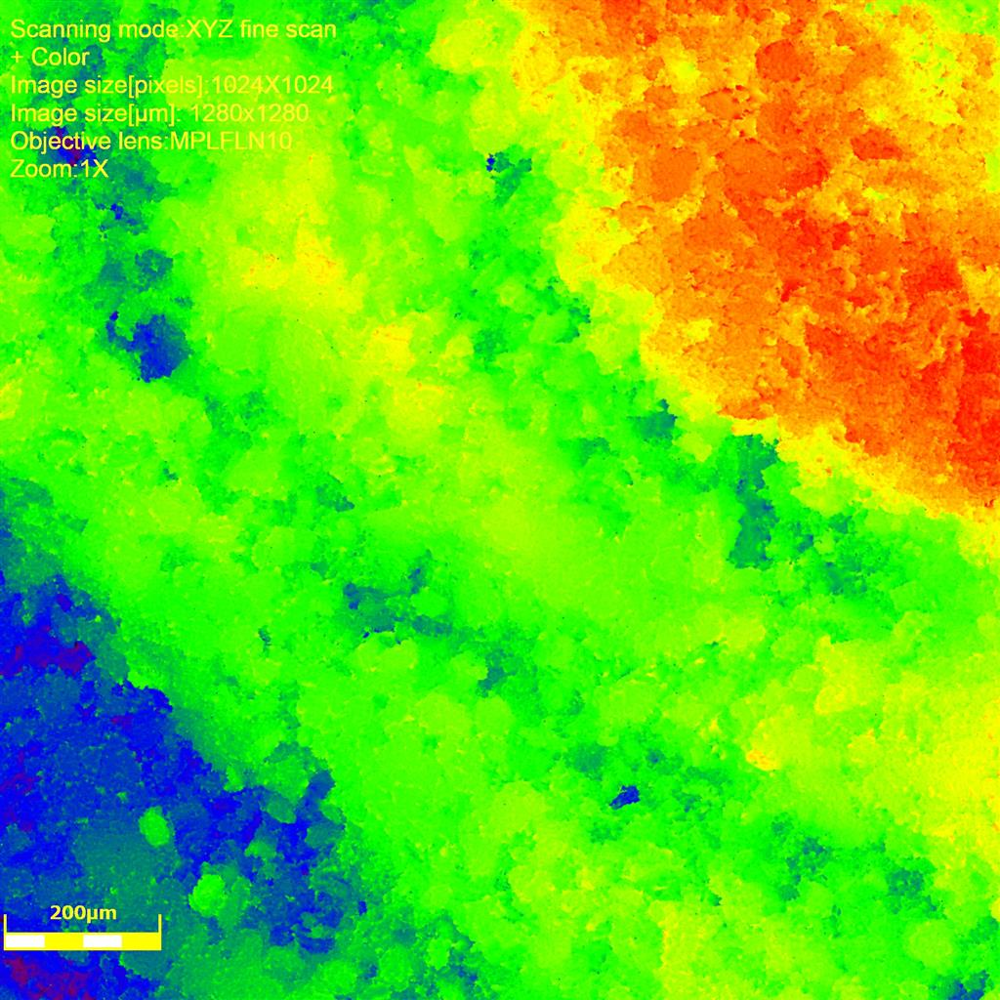 Scanning mode:XYZ fine scan
+ Color
Image size[pixels]:1024X1024
Image size[µm]: 1280x1280
Objective lens:MPLFLN10
Zoom:1X
200µm